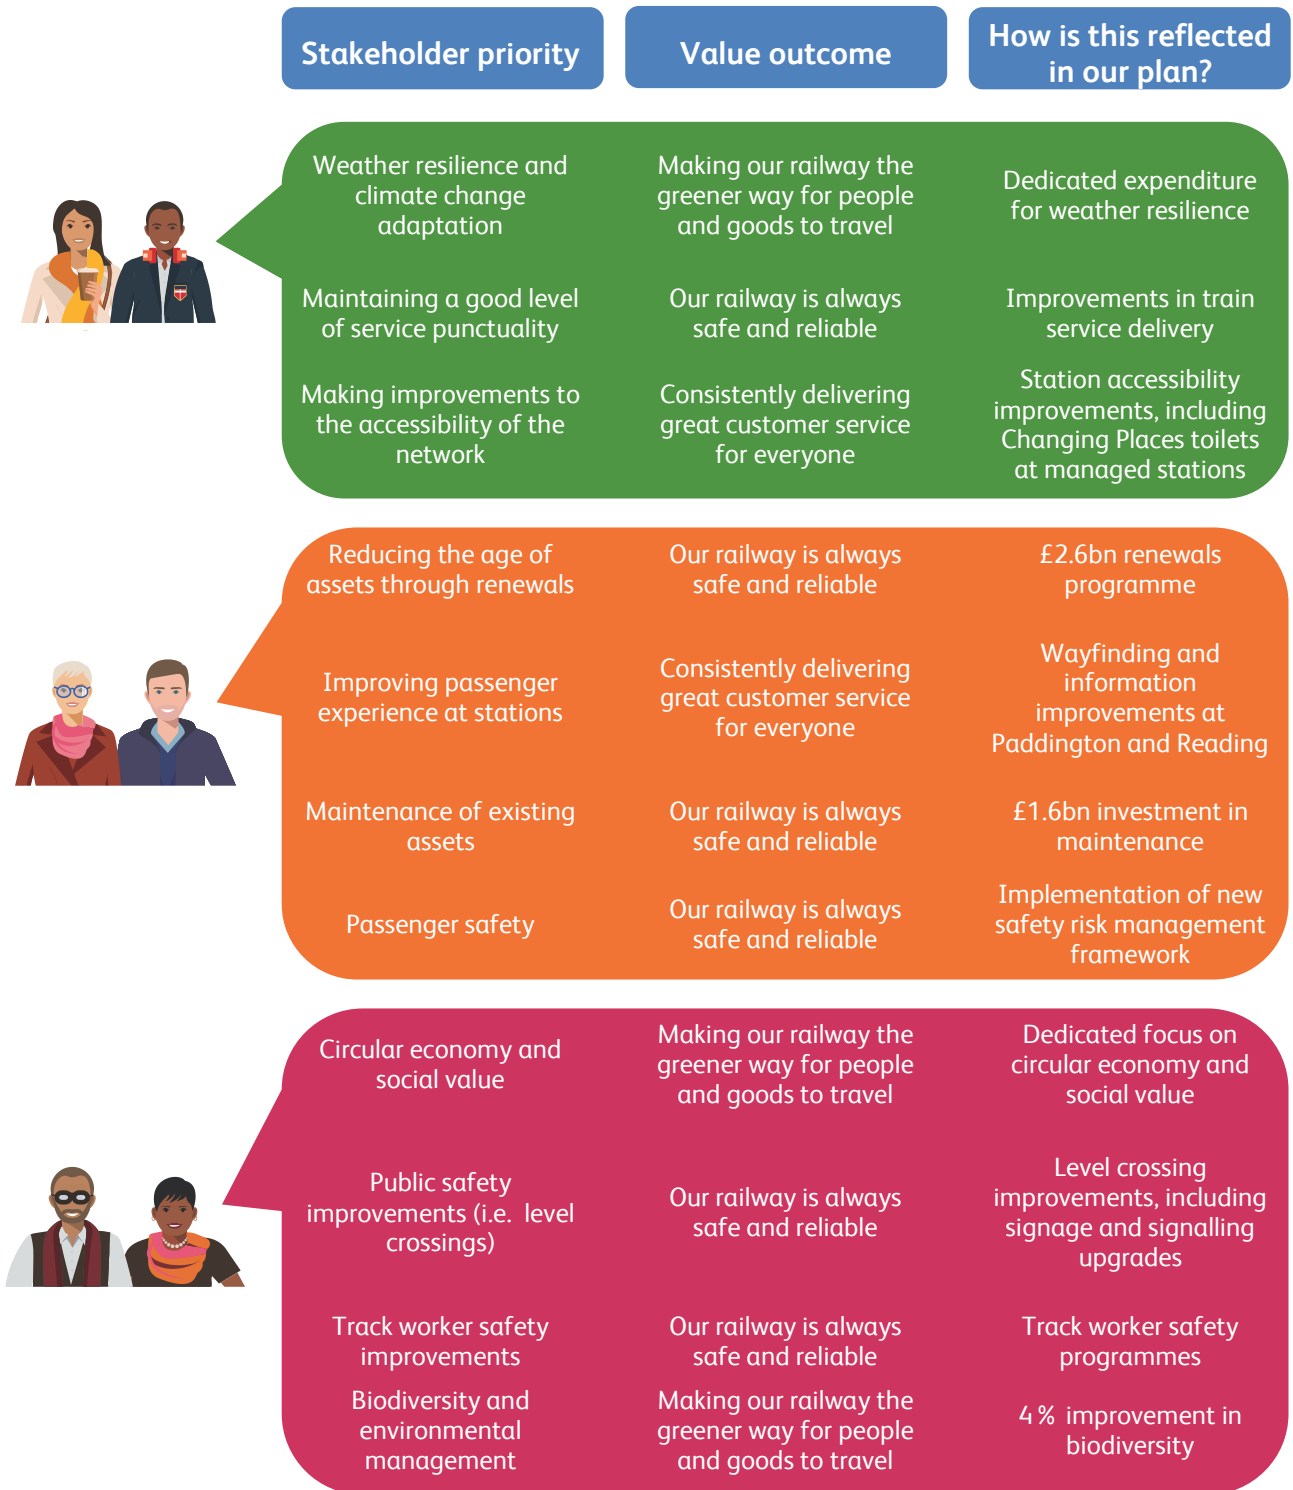 Stakeholder priority
Value outcome
How is this reflected
in our plan?
Weather resilience and
climate change
adaptation
Making our railway the
greener way for people
and goods to travel
Dedicated expenditure
for weather resilience
Maintaining a good level
of service punctuality
Our railway is always
safe and reliable
Improvements in train
service delivery
Making improvements to
the accessibility of the
network
Consistently delivering
great customer service
for everyone
Station accessibility
improvements, including
Changing Places toilets
at managed stations
Reducing the age of
assets through renewals
Our railway is always
safe and reliable
£2.6bn renewals
programme
Improving passenger
experience at stations
Consistently delivering
great customer service
for everyone
Wayfinding and
information
improvements at
Paddington and Reading
Maintenance of existing
assets
Our railway is always
safe and reliable
£1.6bn investment in
maintenance
Passenger safety
Our railway is always
safe and reliable
Implementation of new
safety risk management
framework
Circular economy and
social value
Making our railway the
greener way for people
and goods to travel
Dedicated focus on
circular economy and
social value
Public safety
improvements (i.e. level
crossings)
Our railway is always
safe and reliable
Level crossing
improvements, including
signage and signalling
upgrades
Track worker safety
improvements
Our railway is always
safe and reliable
Track worker safety
programmes
Biodiversity and
environmental
management
Making our railway the
greener way for people
and goods to travel
4% improvement in
biodiversity